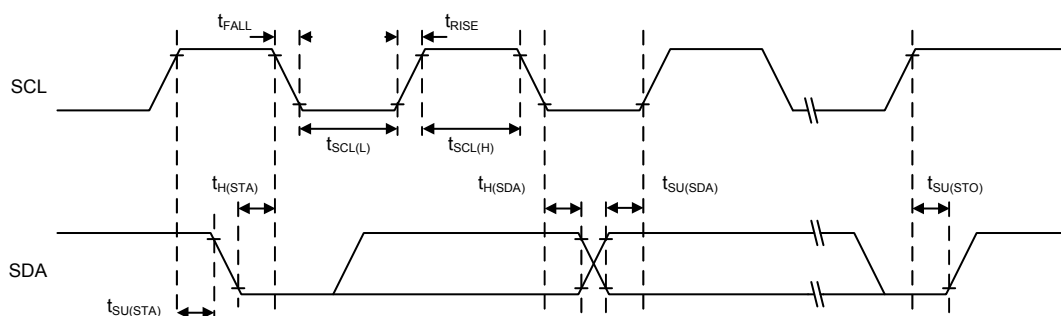 tFALL
tRISE
SCL
tSCL(L)
tSCL(H)
tH(STA)
tH(SDA)
tSU(SDA)
tSU(STO)
SDA
tSU(STA)